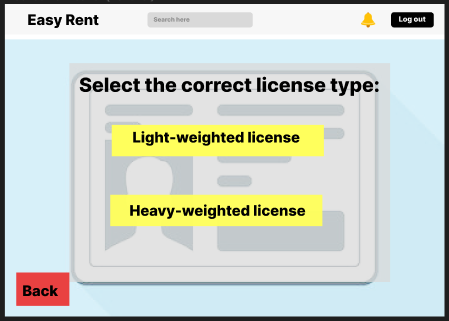 Easy Rent
Search here
Log out
Select the correct license type:
Light-weighted license
Heavy-weighted license
Back